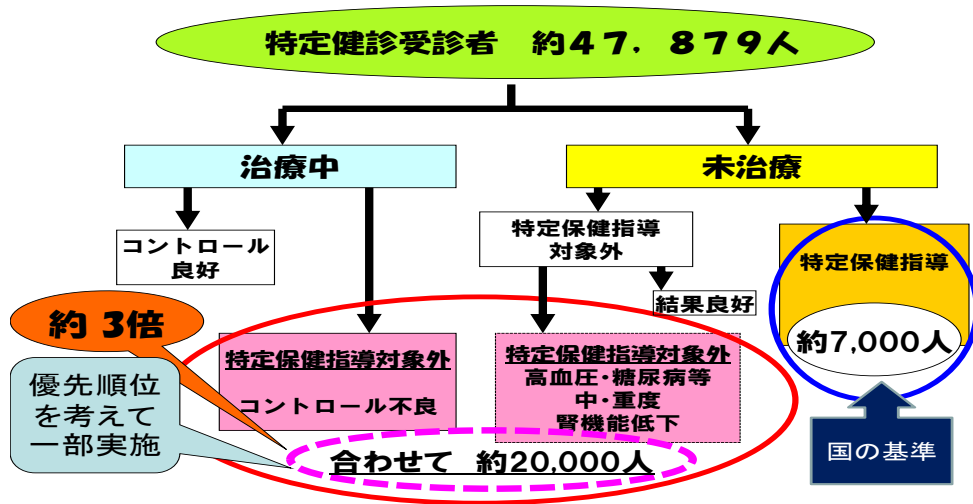 特定健診受診者　約４７，８７９人
治療中
未治療
コントロール
良好
特定保健指導
対象外
結果良好
特定保健指導
約7,000人
国の基準
約 3倍
優先順位
を考えて
一部実施
特定保健指導対象外
コントロール不良
特定保健指導対象外
高血圧・糖尿病等
中・重度
腎機能低下
合わせて　約20,000人